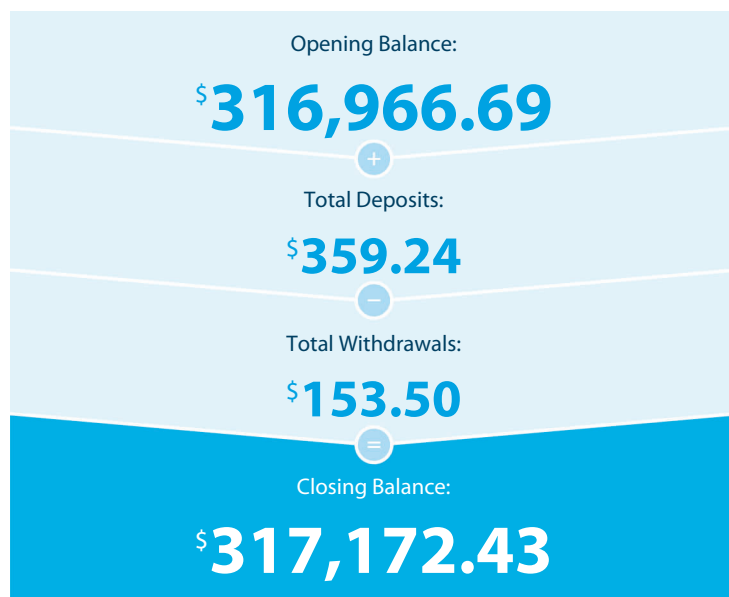 Opening Balance:
$316,966.69
+
Total Deposits:
$359.24
−
Total Withdrawals:
$153.50
=
Closing Balance:
$317,172.43